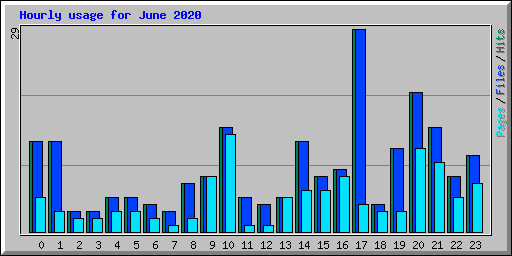 Hourly usage for June 2020
29
Pages / Files / Hits
0 1 2 3 4 5 6 7 8 9 10 11 12 13 14 15 16 17 18 19 20 21 22 23